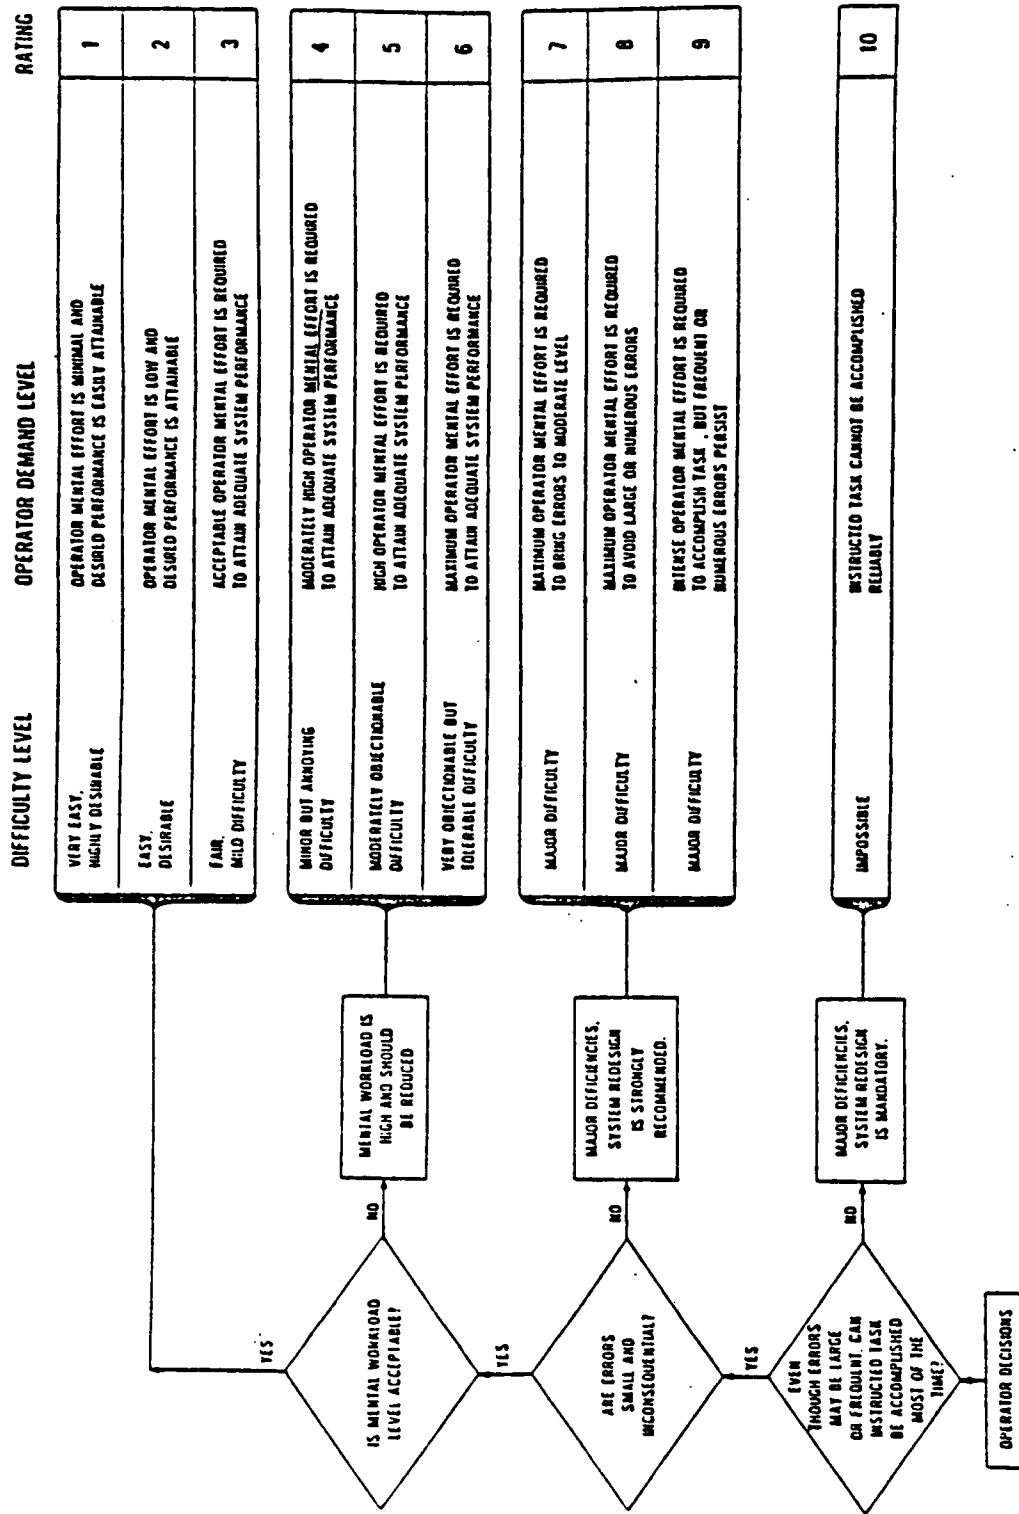 DIFFICULTY LEVEL
OPERATOR DEMAND LEVEL
RATING
VERY EASY,
HIGHLY DESIRABLE
OPERATOR MENTAL EFFORT IS MINIMAL AND
DESIRED PERFORMANCE IS EASILY ATTAINABLE
1
EASY,
DESIRABLE
OPERATOR MENTAL EFFORT IS LOW AND
DESIRED PERFORMANCE IS ATTAINABLE
2
FAIR,
MILD DIFFICULTY
ACCEPTABLE OPERATOR MENTAL EFFORT IS REQUIRED
TO ATTAIN ADEQUATE SYSTEM PERFORMANCE
3
MINOR BUT ANNOYING
DIFFICULTY
MODERATELY HIGH OPERATOR MENTAL EFFORT IS REQUIRED
TO ATTAIN ADEQUATE SYSTEM PERFORMANCE
4
MODERATELY OBJECTIONABLE
DIFFICULTY
HIGH OPERATOR MENTAL EFFORT IS REQUIRED
TO ATTAIN ADEQUATE SYSTEM PERFORMANCE
5
VERY OBJECTIONABLE BUT
TOLERABLE DIFFICULTY
MAXIMUM OPERATOR MENTAL EFFORT IS REQUIRED
TO ATTAIN ADEQUATE SYSTEM PERFORMANCE
6
MAJOR DIFFICULTY
MAXIMUM OPERATOR MENTAL EFFORT IS REQUIRED
TO BRING ERRORS TO MODERATE LEVEL
7
MAJOR DIFFICULTY
MAXIMUM OPERATOR MENTAL EFFORT IS REQUIRED
TO AVOID LARGE OR NUMEROUS ERRORS
8
MAJOR DIFFICULTY
INTENSE OPERATOR MENTAL EFFORT IS REQUIRED
TO ACCOMPLISH TASK, BUT FREQUENT OR
NUMEROUS ERRORS PERSIST
9
IMPOSSIBLE
INSTRUCTED TASK CANNOT BE ACCOMPLISHED
RELIABLY
10
YES
IS MENTAL WORKLOAD
LEVEL ACCEPTABLE?
NO
MENTAL WORKLOAD IS
HIGH AND SHOULD
BE REDUCED
YES
ARE ERRORS
SMALL AND
INCONSEQUENTIAL?
NO
MAJOR DEFICIENCIES,
SYSTEM REDESIGN
IS STRONGLY
RECOMMENDED.
YES
EVEN
THOUGH ERRORS
MAY BE LARGE
OR FREQUENT, CAN
INSTRUCTED TASK
BE ACCOMPLISHED
MOST OF THE
TIME?
NO
MAJOR DEFICIENCIES,
SYSTEM REDESIGN
IS MANDATORY.
OPERATOR DECISIONS